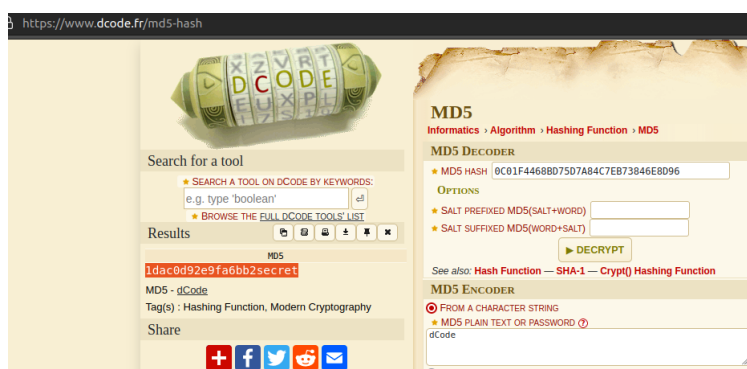 https://www.dcode.fr/md5-hash
X Z V R T
D C O D E
E U X P L
Search for a tool
★ SEARCH A TOOL ON DCODE BY KEYWORDS:
e.g. type 'boolean'
★ BROWSE THE FULL DCODE TOOLS' LIST
Results
MD5
1dac0d92e9fa6bb2secret
MD5 - dCode
Tag(s) : Hashing Function, Modern Cryptography
Share
MD5
Informatics › Algorithm › Hashing Function › MD5
MD5 DECODER
★ MD5 HASH 0C01F4468BD75D7A84C7EB73846E8D96
OPTIONS
★ SALT PREFIXED MD5(SALT+WORD)
★ SALT SUFFIXED MD5(WORD+SALT)
▶ DECRYPT
See also: Hash Function — SHA-1 — Crypt() Hashing Function
MD5 ENCODER
FROM A CHARACTER STRING
★ MD5 PLAIN TEXT OR PASSWORD ?
dCode